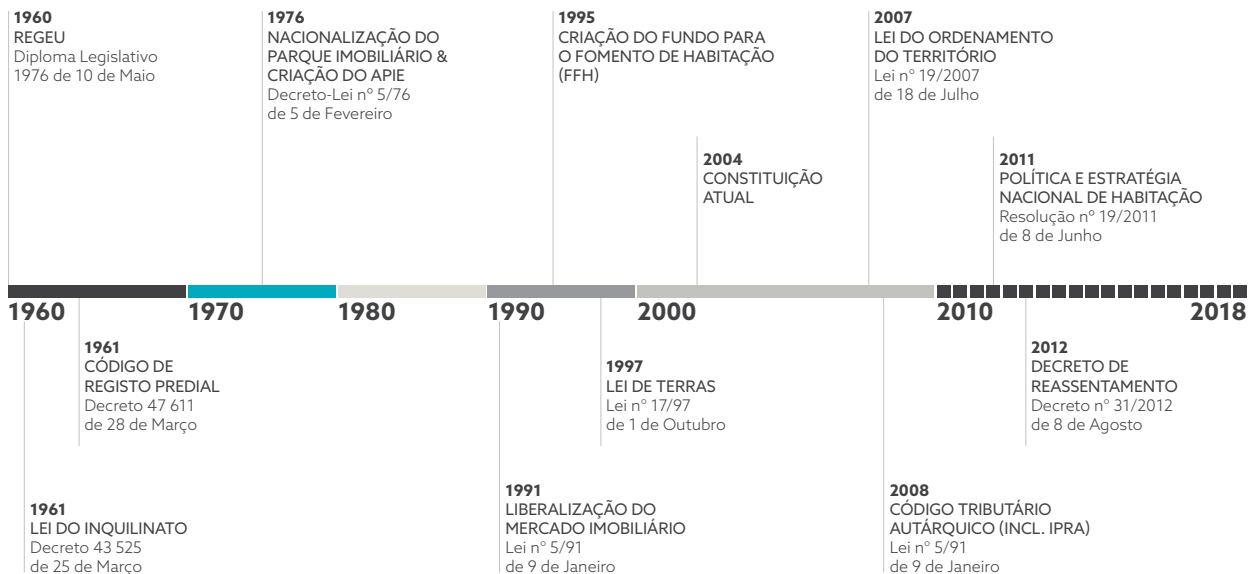 1960
REGEU
Diploma Legislativo
1976 de 10 de Maio
1976
NACIONALIZAÇÃO DO
PARQUE IMOBILIÁRIO &
CRIAÇÃO DO APIE
Decreto-Lei nº 5/76
de 5 de Fevereiro
1995
CRIAÇÃO DO FUNDO PARA
O FOMENTO DE HABITAÇÃO
(FFH)
2007
LEI DO ORDENAMENTO
DO TERRITÓRIO
Lei nº 19/2007
de 18 de Julho
2004
CONSTITUIÇÃO
ATUAL
2011
POLÍTICA E ESTRATÉGIA
NACIONAL DE HABITAÇÃO
Resolução nº 19/2011
de 8 de Junho
1960 1970 1980 1990 2000 2010 2018
1961
CÓDIGO DE
REGISTO PREDIAL
Decreto 47 611
de 28 de Março
1997
LEI DE TERRAS
Lei nº 17/97
de 1 de Outubro
2012
DECRETO DE
REASSENTAMENTO
Decreto nº 31/2012
de 8 de Agosto
1961
LEI DO INQUILINATO
Decreto 43 525
de 25 de Março
1991
LIBERALIZAÇÃO DO
MERCADO IMOBILIÁRIO
Lei nº 5/91
de 9 de Janeiro
2008
CÓDIGO TRIBUTÁRIO
AUTÁRQUICO (INCL. IPRA)
Lei nº 5/91
de 9 de Janeiro